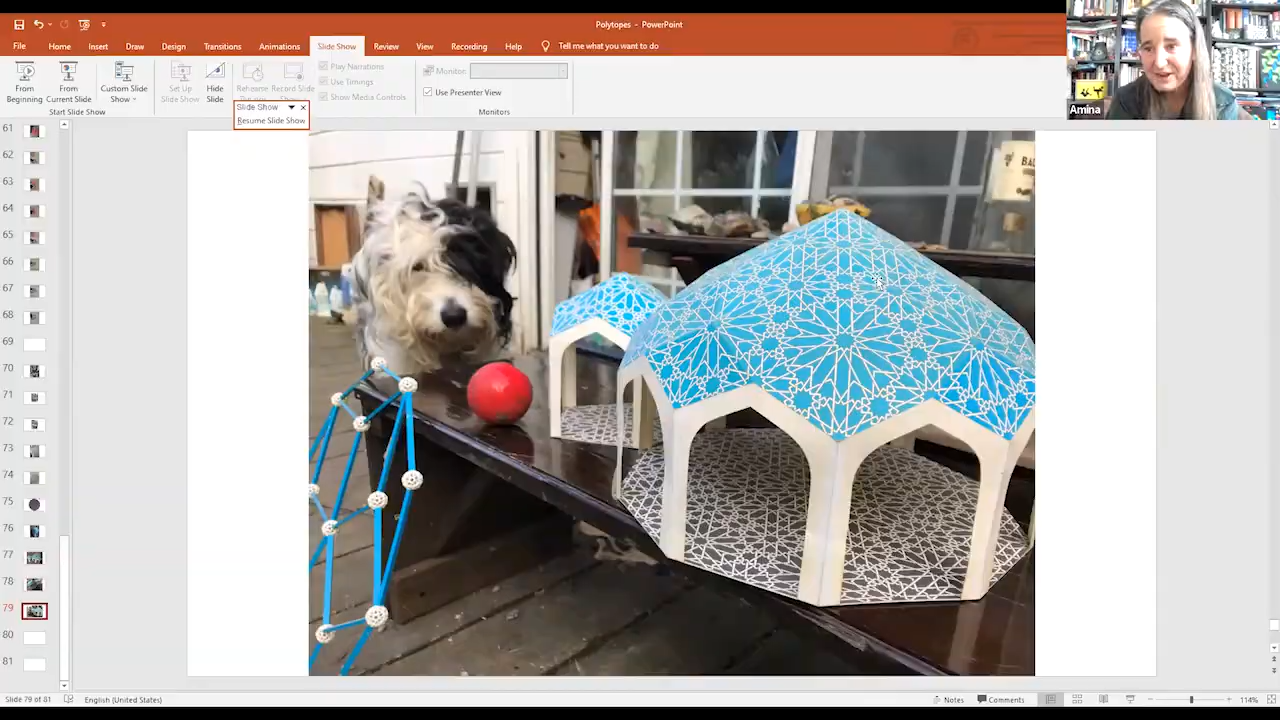 Polytopes - PowerPoint
File Home Insert Draw Design Transitions Animations Slide Show Review View Recording Help Tell me what you want to do
From Beginning
From Current Slide
Custom Slide Show
Set Up Slide Show
Hide Slide
Rehearse
Record Slide
Play Narrations
Use Timings
Show Media Controls
Monitor:
Use Presenter View
Start Slide Show
Monitors
Slide Show
Resume Slide Show
Amina
61
62
63
64
65
66
67
68
69
70
71
72
73
74
75
76
77
78
79
80
81
Slide 79 of 81 English (United States) Notes Comments 114%